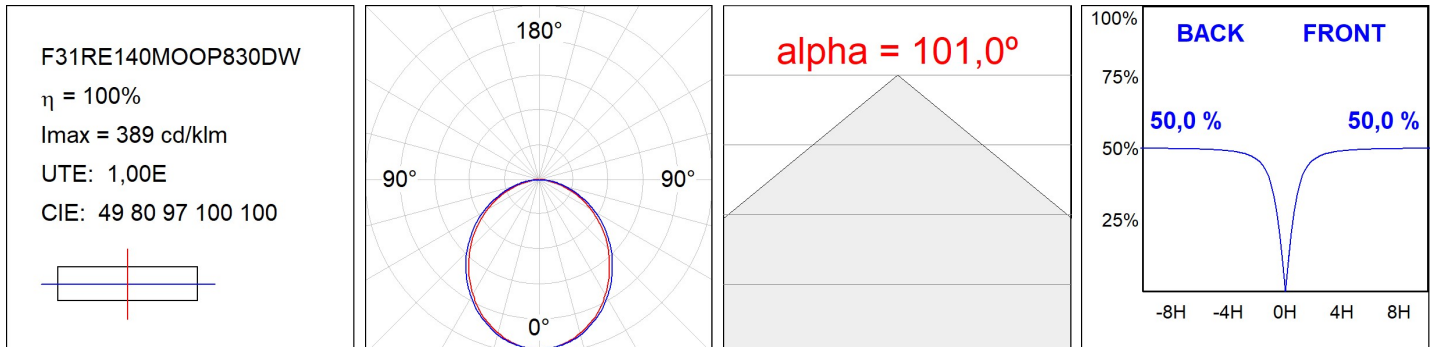 F31RE140MOOP830DW
η = 100%
Imax = 389 cd/klm
UTE: 1,00E
CIE: 49 80 97 100 100
180°
90°
90°
0°
alpha = 101,0º
100%
BACK FRONT
75%
50,0 % 50,0 %
50%
25%
-8H -4H 0H 4H 8H